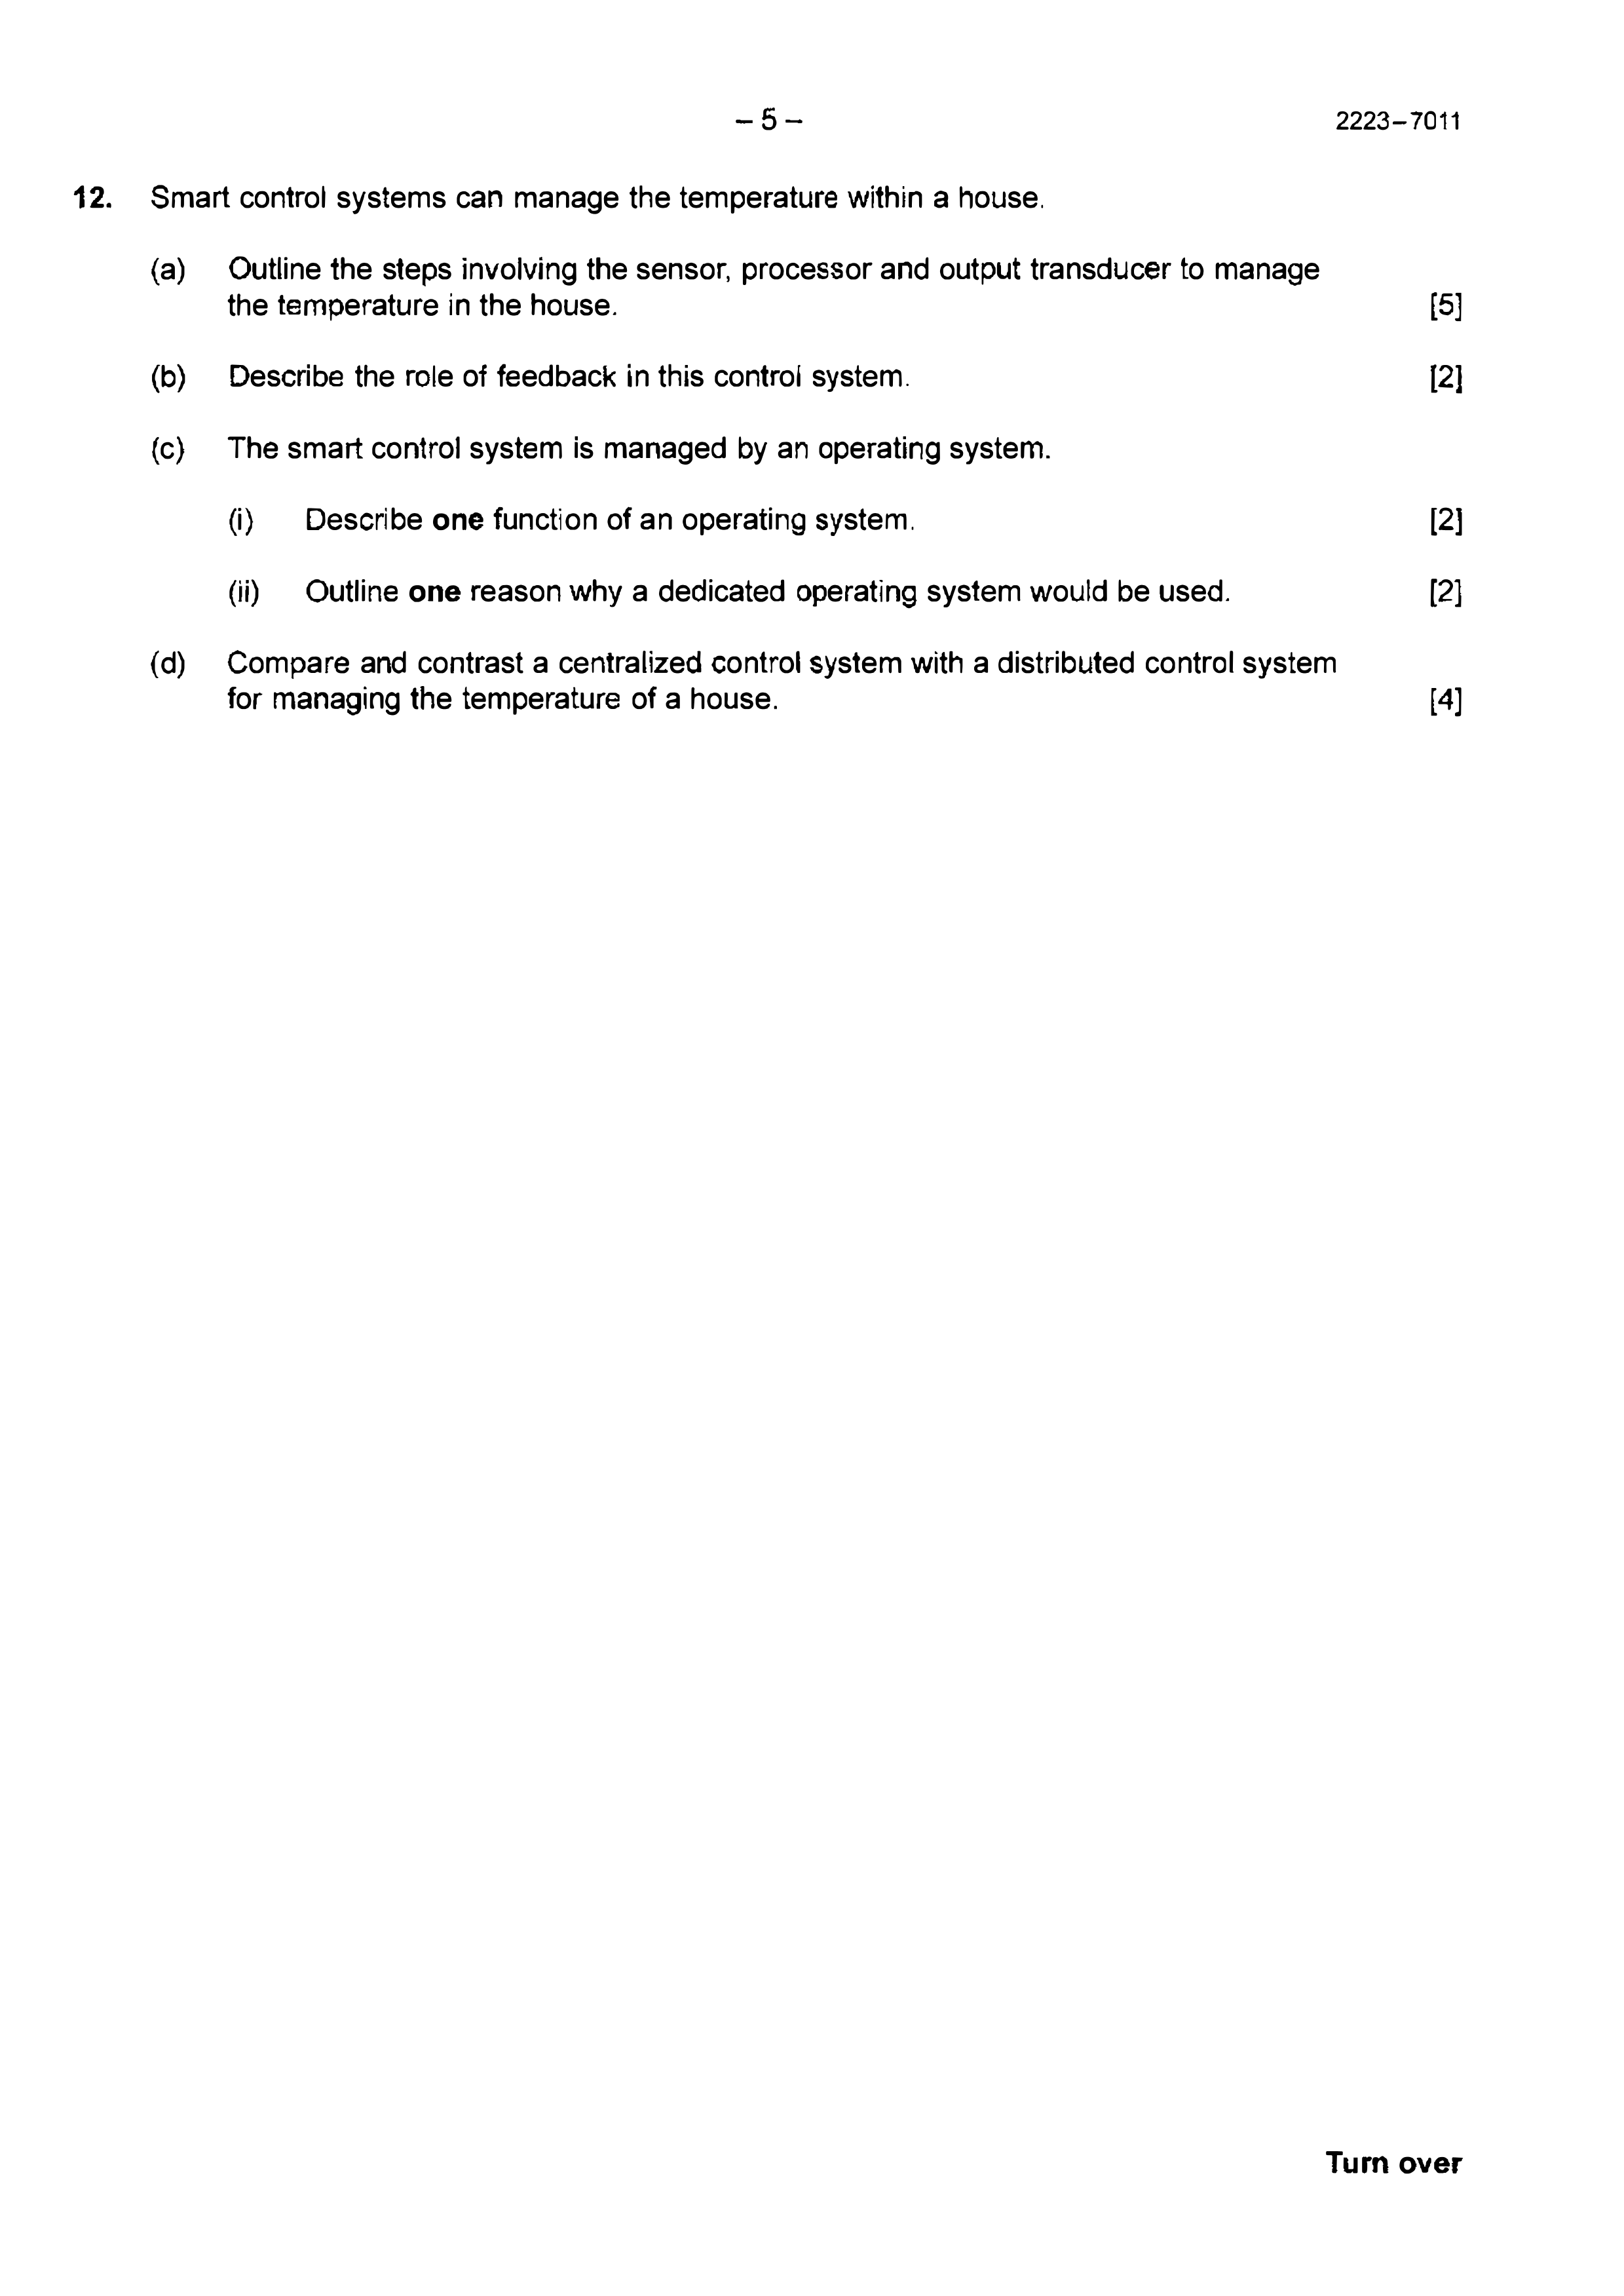 – 5 –
2223–7011
12. Smart control systems can manage the temperature within a house.
(a) Outline the steps involving the sensor, processor and output transducer to manage
the temperature in the house. [5]
(b) Describe the role of feedback in this control system. [2]
(c) The smart control system is managed by an operating system.
(i) Describe one function of an operating system. [2]
(ii) Outline one reason why a dedicated operating system would be used. [2]
(d) Compare and contrast a centralized control system with a distributed control system
for managing the temperature of a house. [4]
Turn over